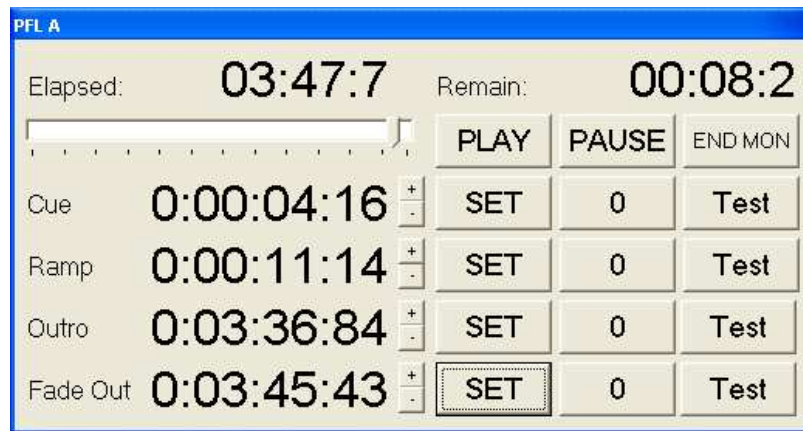 PFL A
Elapsed: 03:47:7 Remain: 00:08:2
PLAY PAUSE END MON
Cue 0:00:04:16 + - SET 0 Test
Ramp 0:00:11:14 + - SET 0 Test
Outro 0:03:36:84 + - SET 0 Test
Fade Out 0:03:45:43 + - SET 0 Test